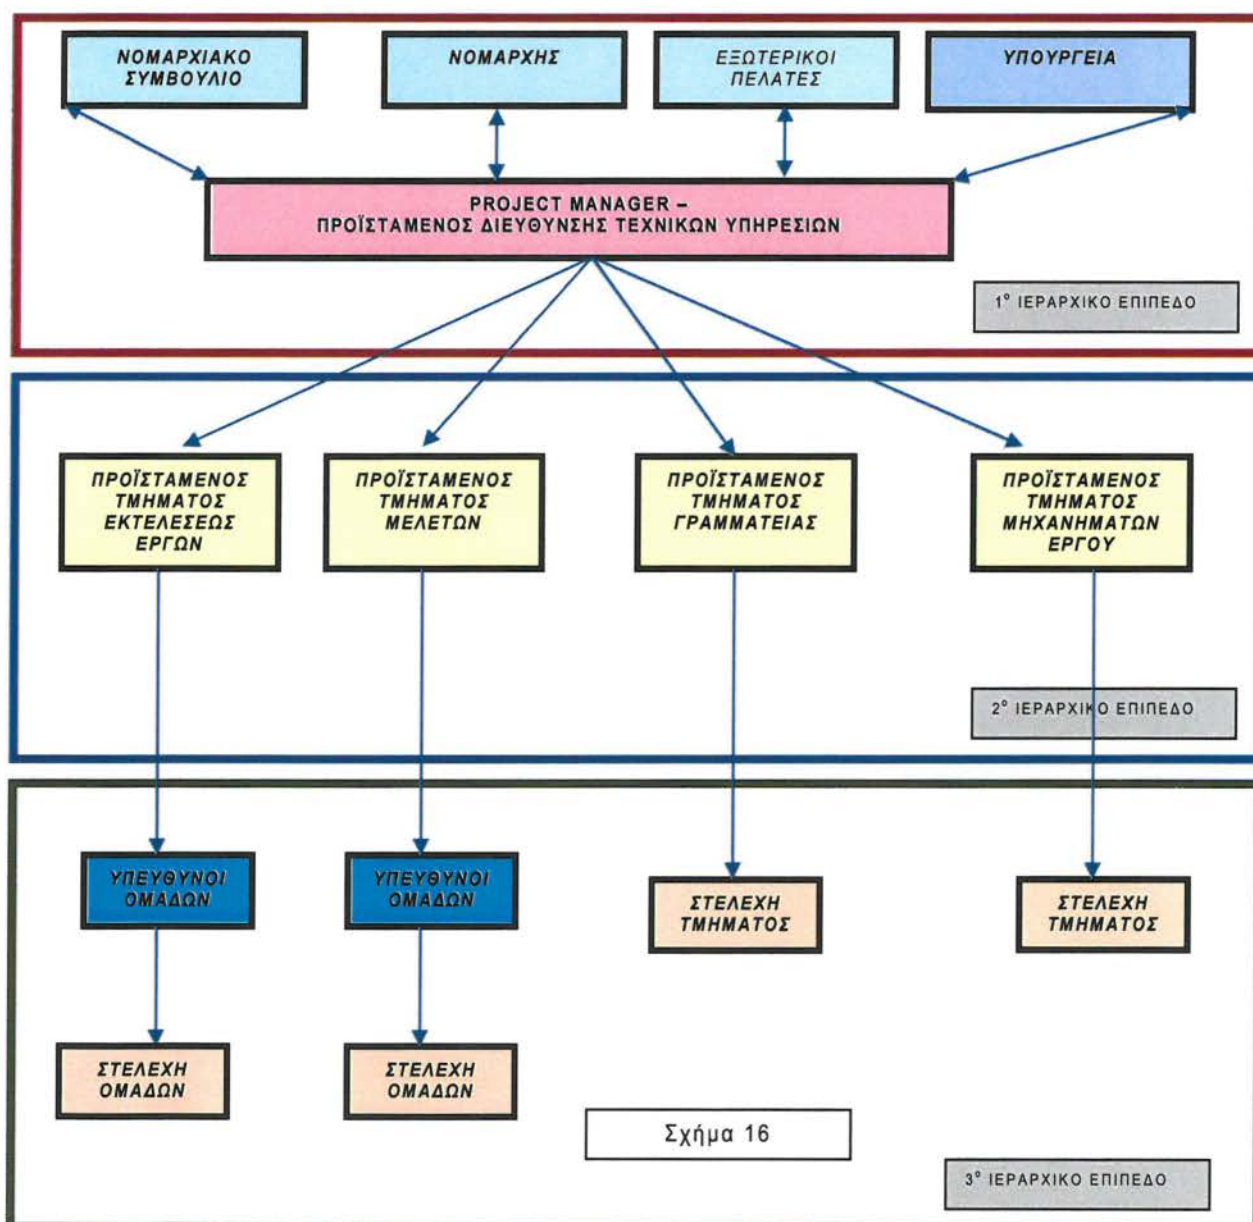 ΝΟΜΑΡΧΙΑΚΟ
ΣΥΜΒΟΥΛΙΟ
ΝΟΜΑΡΧΗΣ
ΕΞΩΤΕΡΙΚΟΙ
ΠΕΛΑΤΕΣ
ΥΠΟΥΡΓΕΙΑ
PROJECT MANAGER –
ΠΡΟΪΣΤΑΜΕΝΟΣ ΔΙΕΥΘΥΝΣΗΣ ΤΕΧΝΙΚΩΝ ΥΠΗΡΕΣΙΩΝ
1° ΙΕΡΑΡΧΙΚΟ ΕΠΙΠΕΔΟ
ΠΡΟΪΣΤΑΜΕΝΟΣ
ΤΜΗΜΑΤΟΣ
ΕΚΤΕΛΕΣΕΩΣ
ΕΡΓΩΝ
ΠΡΟΪΣΤΑΜΕΝΟΣ
ΤΜΗΜΑΤΟΣ
ΜΕΛΕΤΩΝ
ΠΡΟΪΣΤΑΜΕΝΟΣ
ΤΜΗΜΑΤΟΣ
ΓΡΑΜΜΑΤΕΙΑΣ
ΠΡΟΪΣΤΑΜΕΝΟΣ
ΤΜΗΜΑΤΟΣ
ΜΗΧΑΝΗΜΑΤΩΝ
ΕΡΓΟΥ
2° ΙΕΡΑΡΧΙΚΟ ΕΠΙΠΕΔΟ
ΥΠΕΥΘΥΝΟΙ
ΟΜΑΔΩΝ
ΥΠΕΥΘΥΝΟΙ
ΟΜΑΔΩΝ
ΣΤΕΛΕΧΗ
ΤΜΗΜΑΤΟΣ
ΣΤΕΛΕΧΗ
ΤΜΗΜΑΤΟΣ
ΣΤΕΛΕΧΗ
ΟΜΑΔΩΝ
ΣΤΕΛΕΧΗ
ΟΜΑΔΩΝ
Σχήμα 16
3° ΙΕΡΑΡΧΙΚΟ ΕΠΙΠΕΔΟ